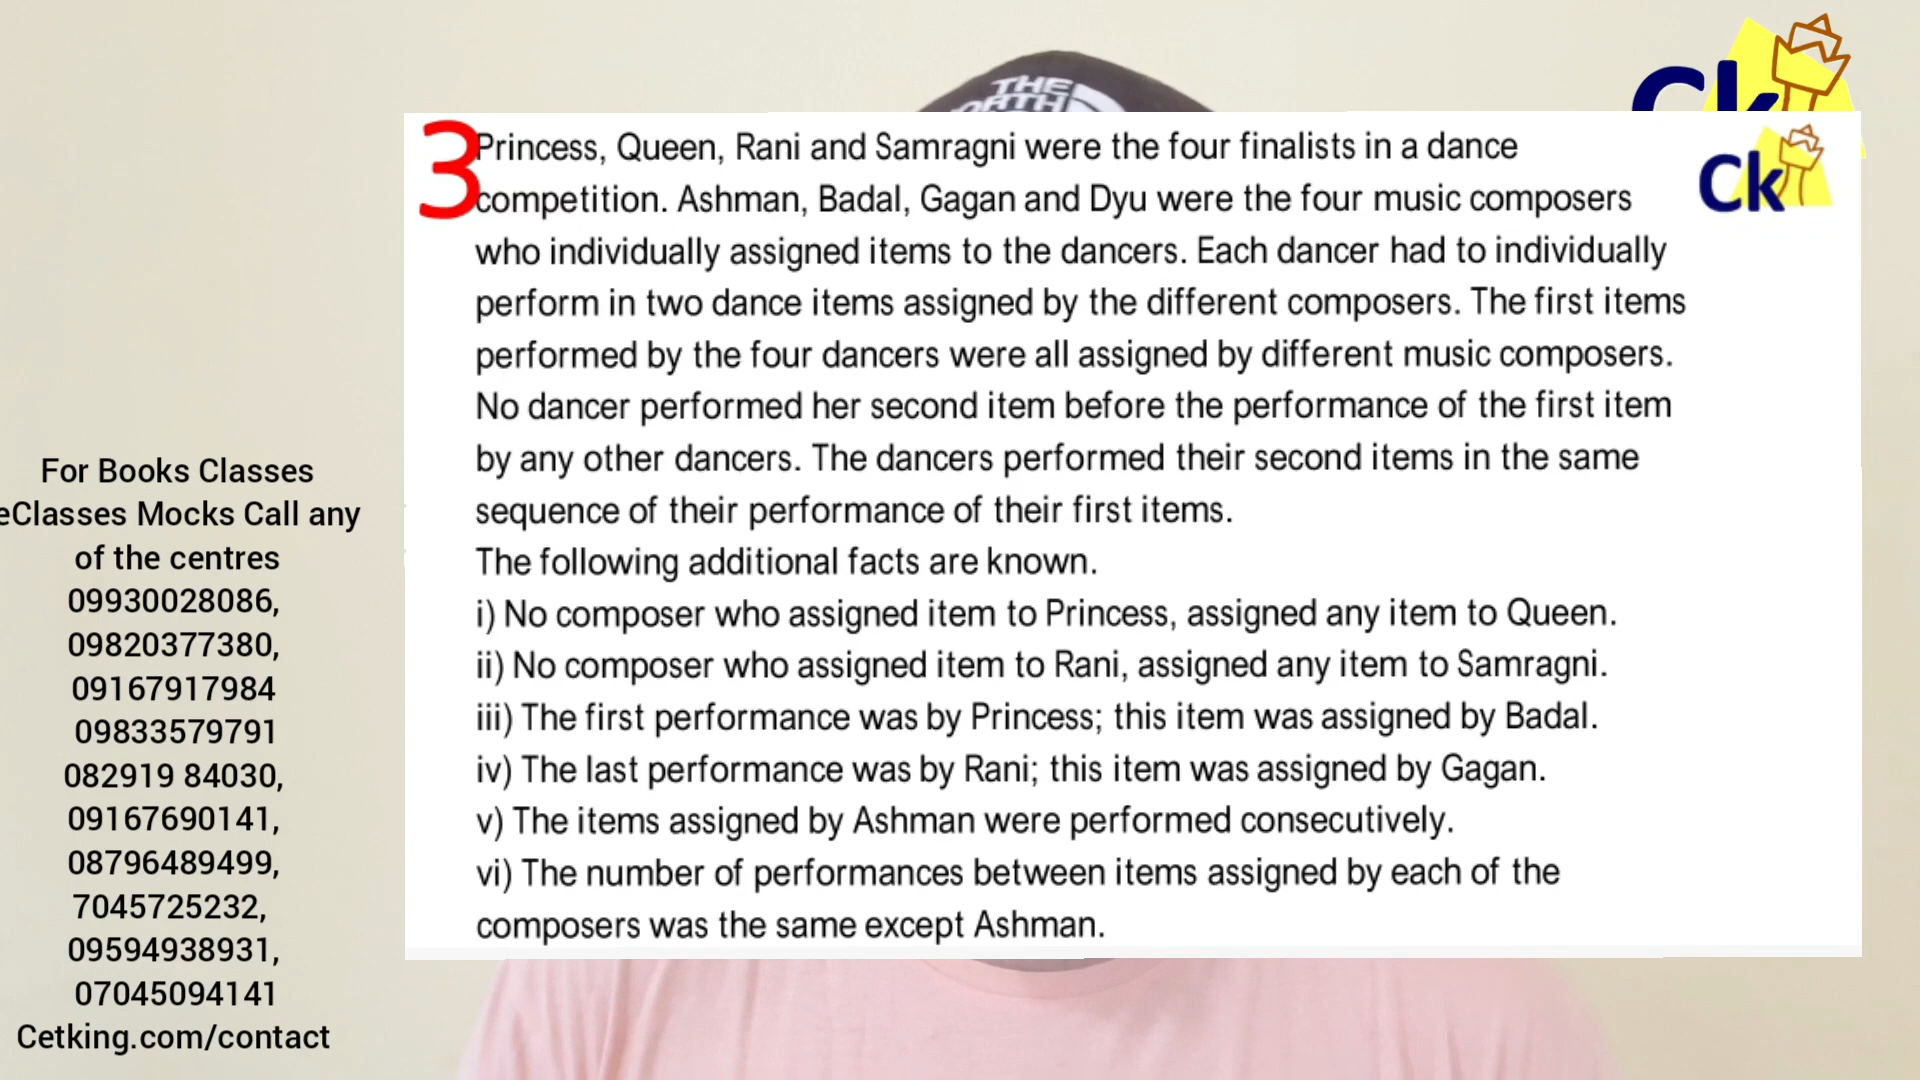 THE
Ck
3
Ck
Princess, Queen, Rani and Samragni were the four finalists in a dance
competition. Ashman, Badal, Gagan and Dyu were the four music composers
who individually assigned items to the dancers. Each dancer had to individually
perform in two dance items assigned by the different composers. The first items
performed by the four dancers were all assigned by different music composers.
No dancer performed her second item before the performance of the first item
by any other dancers. The dancers performed their second items in the same
sequence of their performance of their first items.
The following additional facts are known.
i) No composer who assigned item to Princess, assigned any item to Queen.
ii) No composer who assigned item to Rani, assigned any item to Samragni.
iii) The first performance was by Princess; this item was assigned by Badal.
iv) The last performance was by Rani; this item was assigned by Gagan.
v) The items assigned by Ashman were performed consecutively.
vi) The number of performances between items assigned by each of the
composers was the same except Ashman.
For Books Classes
eClasses Mocks Call any
of the centres
09930028086,
09820377380,
09167917984
09833579791
082919 84030,
09167690141,
08796489499,
7045725232,
09594938931,
07045094141
Cetking.com/contact